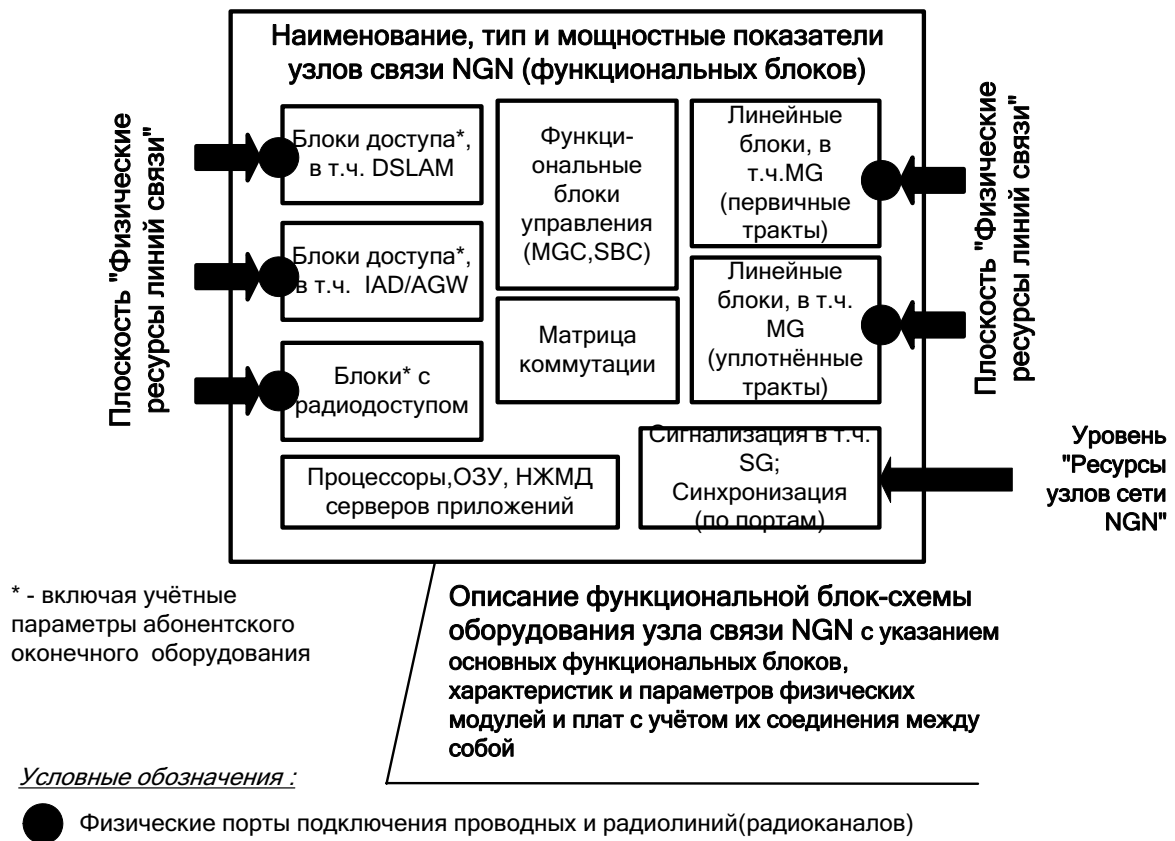 Наименование, тип и мощностные показатели
узлов связи NGN (функциональных блоков)
Плоскость "Физические
ресурсы линий связи"
Блоки доступа*,
в т.ч. DSLAM
Блоки доступа*,
в т.ч. IAD/AGW
Блоки* с
радиодоступом
Функци-
ональные
блоки
управления
(MGC,SBC)
Матрица
коммутации
Линейные
блоки, в
т.ч.MG
(первичные
тракты)
Линейные
блоки, в т.ч.
MG
(уплотнённые
тракты)
Плоскость "Физические
ресурсы линий связи"
Процессоры,ОЗУ, НЖМД
серверов приложений
Сигнализация в т.ч.
SG;
Синхронизация
(по портам)
Уровень
"Ресурсы
узлов сети
NGN"
* - включая учётные
параметры абонентского
оконечного оборудования
Описание функциональной блок-схемы
оборудования узла связи NGN с указанием
основных функциональных блоков,
характеристик и параметров физических
модулей и плат с учётом их соединения между
собой
Условные обозначения :
Физические порты подключения проводных и радиолиний(радиоканалов)